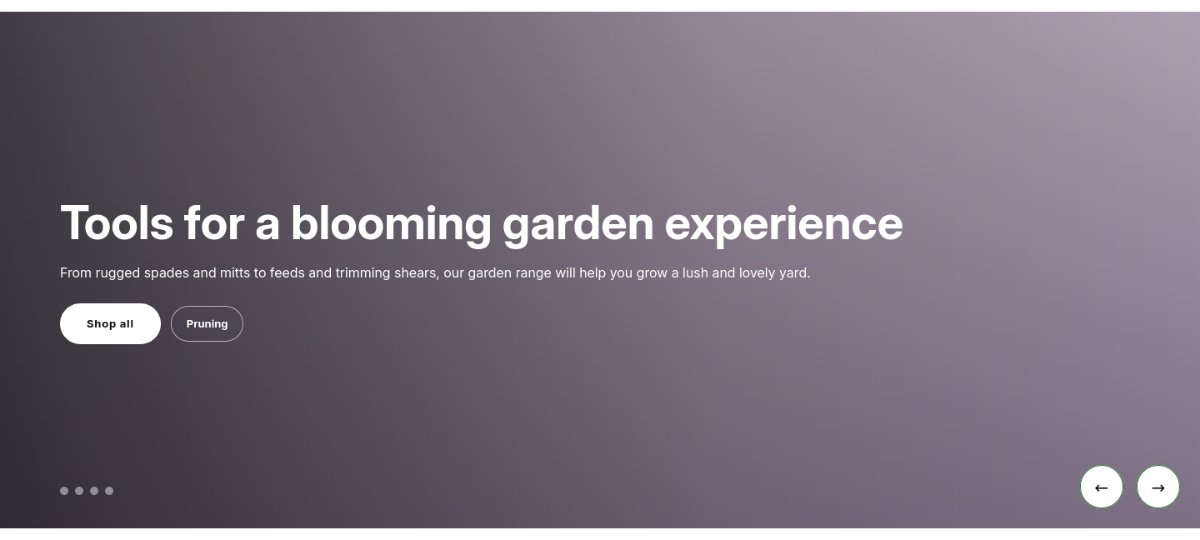 Tools for a blooming garden experience
From rugged spades and mitts to feeds and trimming shears, our garden range will help you grow a lush and lovely yard.
Shop all
Pruning